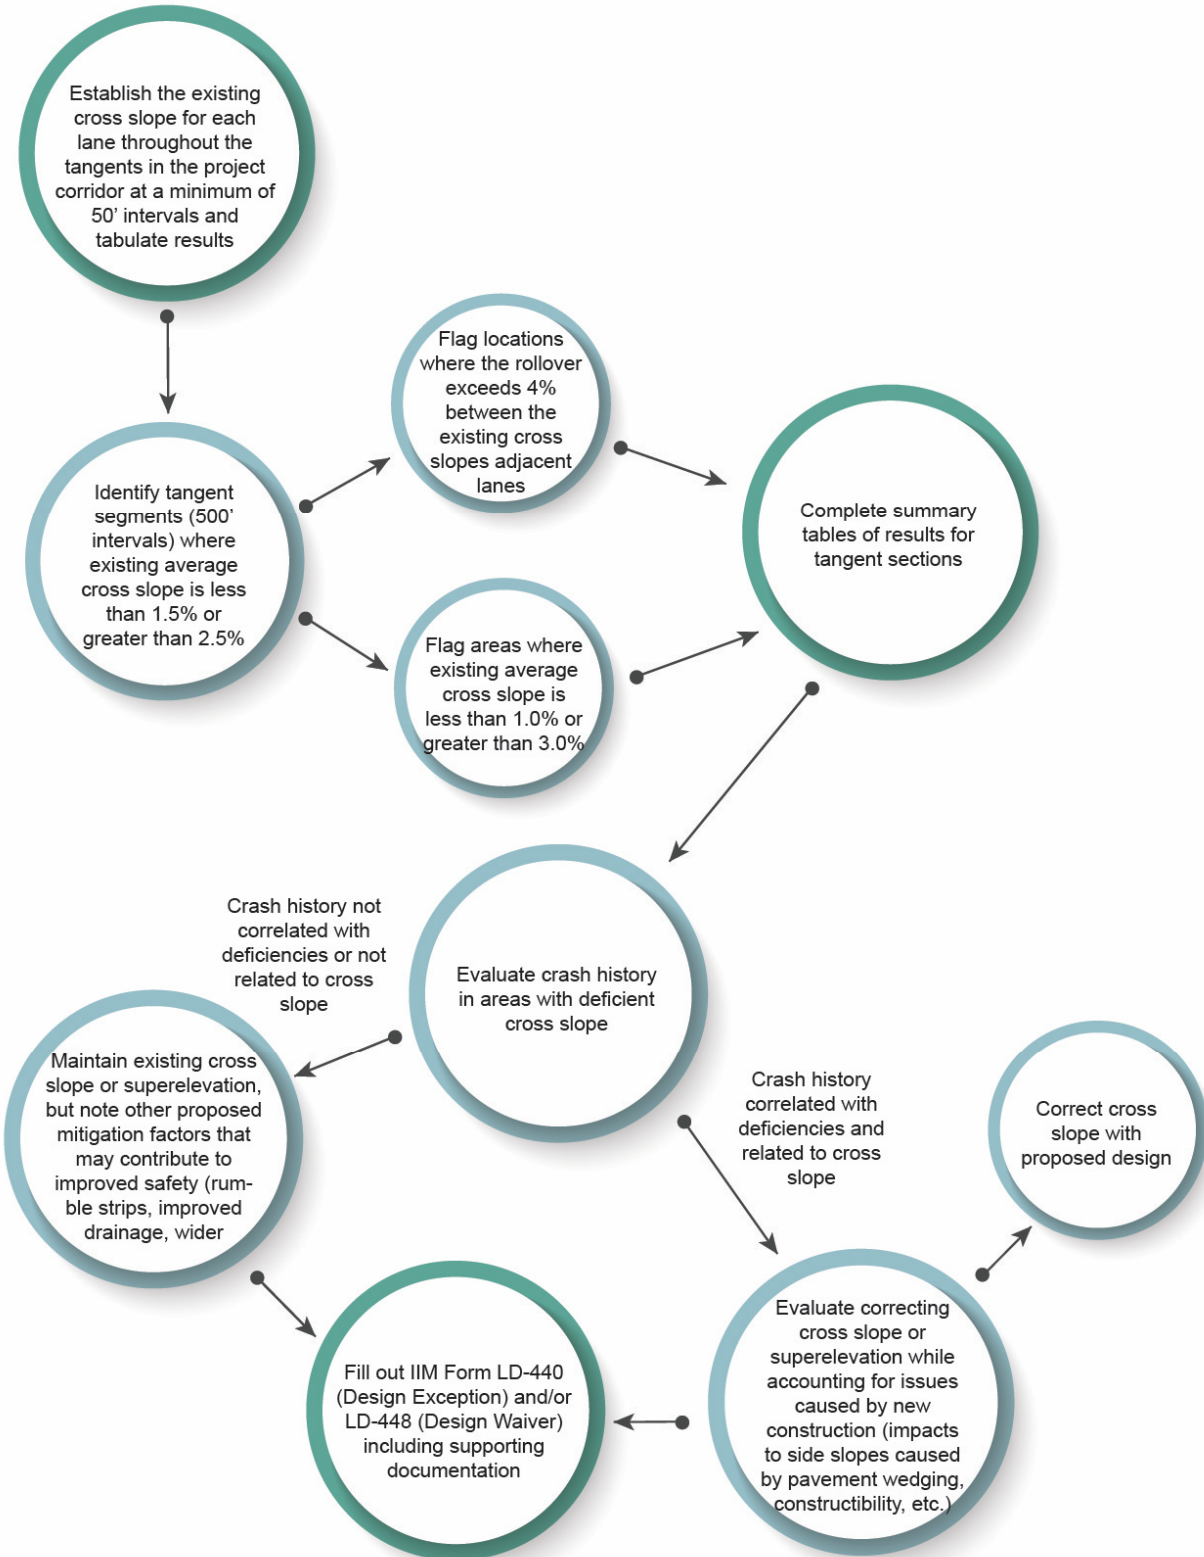 Establish the existing
cross slope for each
lane throughout the
tangents in the project
corridor at a minimum of
50’ intervals and
tabulate results
Identify tangent
segments (500’
intervals) where
existing average
cross slope is less
than 1.5% or
greater than 2.5%
Flag locations
where the rollover
exceeds 4%
between the
existing cross
slopes adjacent
lanes
Flag areas where
existing average
cross slope is
less than 1.0% or
greater than 3.0%
Complete summary
tables of results for
tangent sections
Evaluate crash history
in areas with deficient
cross slope
Crash history not
correlated with
deficiencies or not
related to cross
slope
Maintain existing cross
slope or superelevation,
but note other proposed
mitigation factors that
may contribute to
improved safety (rum-
ble strips, improved
drainage, wider
Crash history
correlated with
deficiencies and
related to cross
slope
Correct cross
slope with
proposed design
Evaluate correcting
cross slope or
superelevation while
accounting for issues
caused by new
construction (impacts
to side slopes caused
by pavement wedging,
constructibility, etc.)
Fill out IIM Form LD-440
(Design Exception) and/or
LD-448 (Design Waiver)
including supporting
documentation